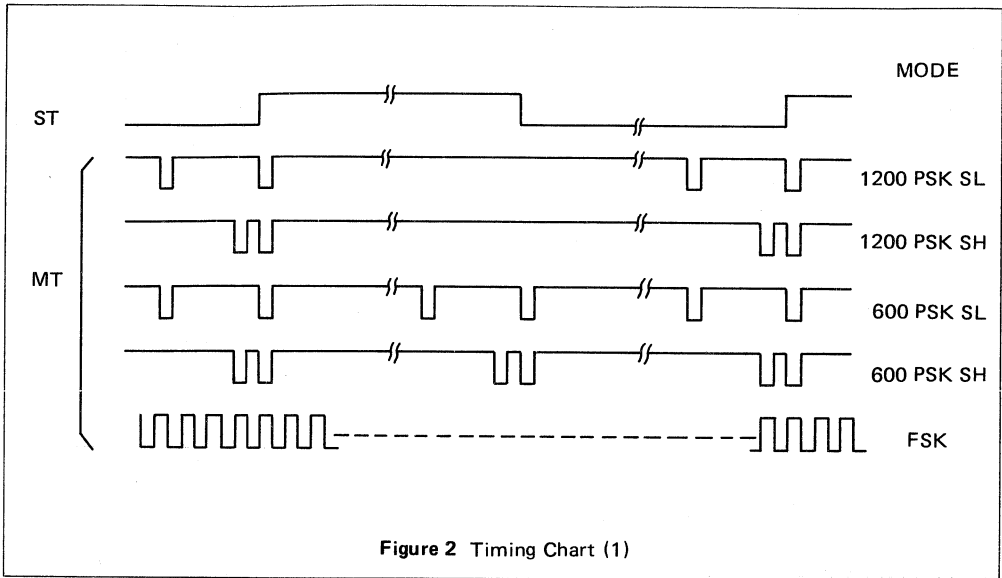 MODE
ST
1200 PSK SL
1200 PSK SH
MT
600 PSK SL
600 PSK SH
FSK
Figure 2 Timing Chart (1)